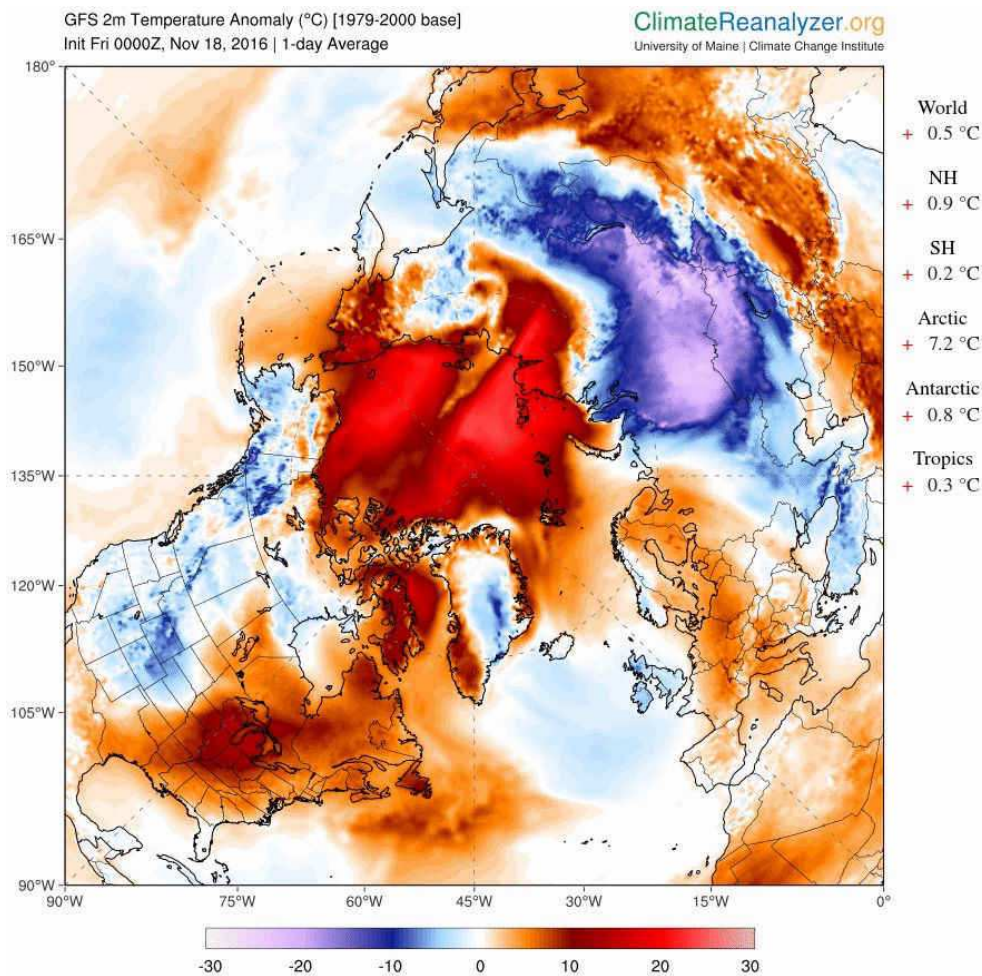 GFS 2m Temperature Anomaly (°C) [1979-2000 base]
Init Fri 0000Z, Nov 18, 2016 | 1-day Average
ClimateReanalyzer.org
University of Maine | Climate Change Institute
180°
165°W
150°W
135°W
120°W
105°W
90°W
90°W 75°W 60°W 45°W 30°W 15°W 0°
World
+ 0.5 °C
NH
+ 0.9 °C
SH
+ 0.2 °C
Arctic
+ 7.2 °C
Antarctic
+ 0.8 °C
Tropics
+ 0.3 °C
-30 -20 -10 0 10 20 30